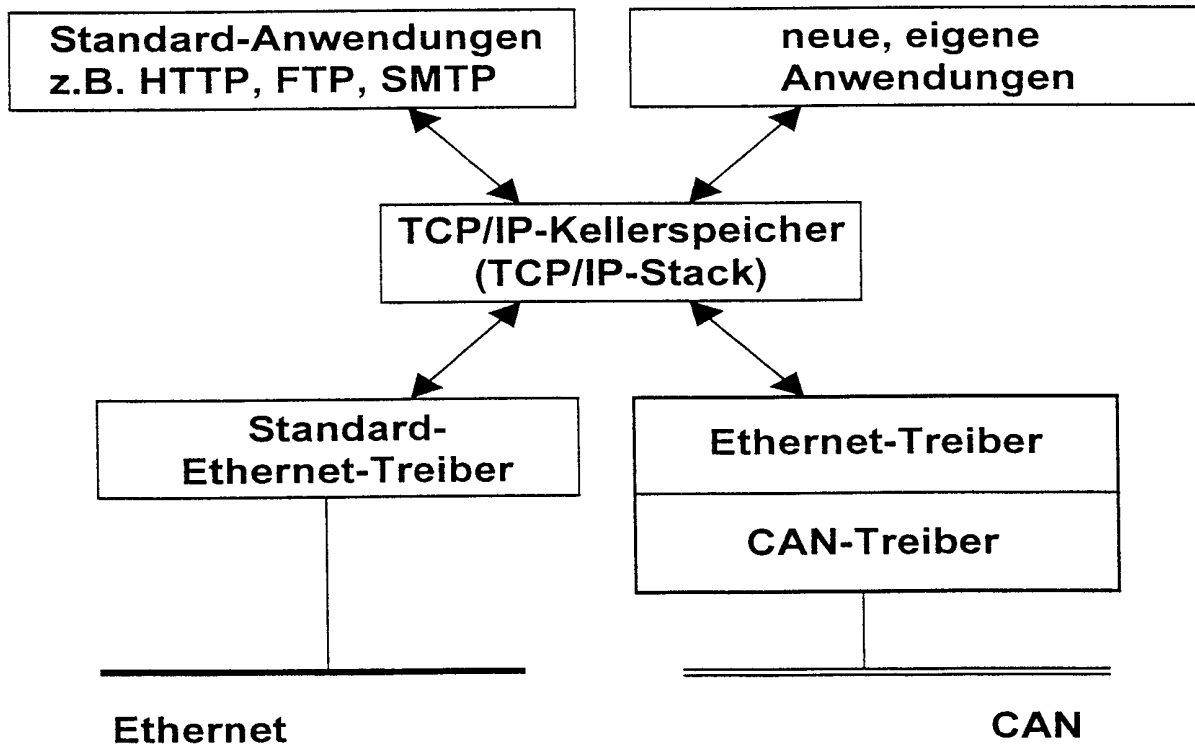 Standard-Anwendungen
z.B. HTTP, FTP, SMTP
neue, eigene
Anwendungen
TCP/IP-Kellerspeicher
(TCP/IP-Stack)
Standard-
Ethernet-Treiber
Ethernet-Treiber
CAN-Treiber
Ethernet
CAN